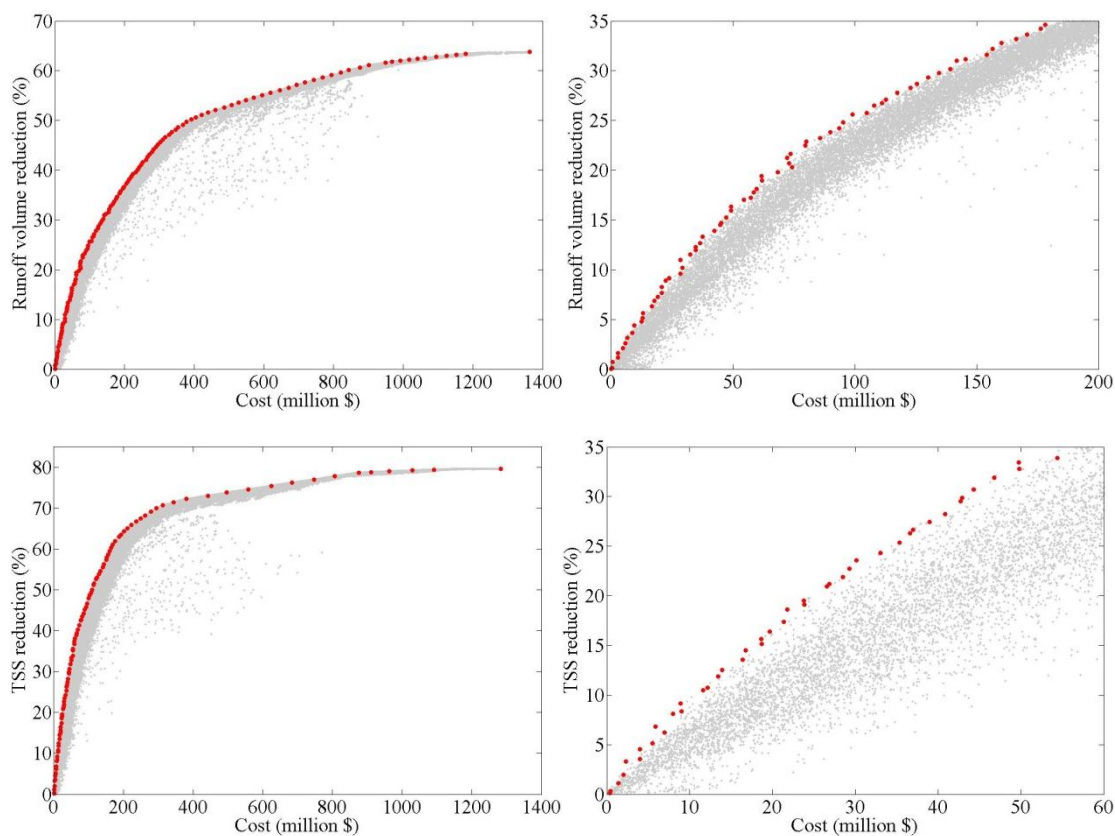 70
60
50
40
30
20
10
0
Runoff volume reduction (%)
0 200 400 600 800 1000 1200 1400
Cost (million $)
35
30
25
20
15
10
5
0
Runoff volume reduction (%)
0 50 100 150 200
Cost (million $)
80
70
60
50
40
30
20
10
0
TSS reduction (%)
0 200 400 600 800 1000 1200 1400
Cost (million $)
35
30
25
20
15
10
5
0
TSS reduction (%)
0 10 20 30 40 50 60
Cost (million $)